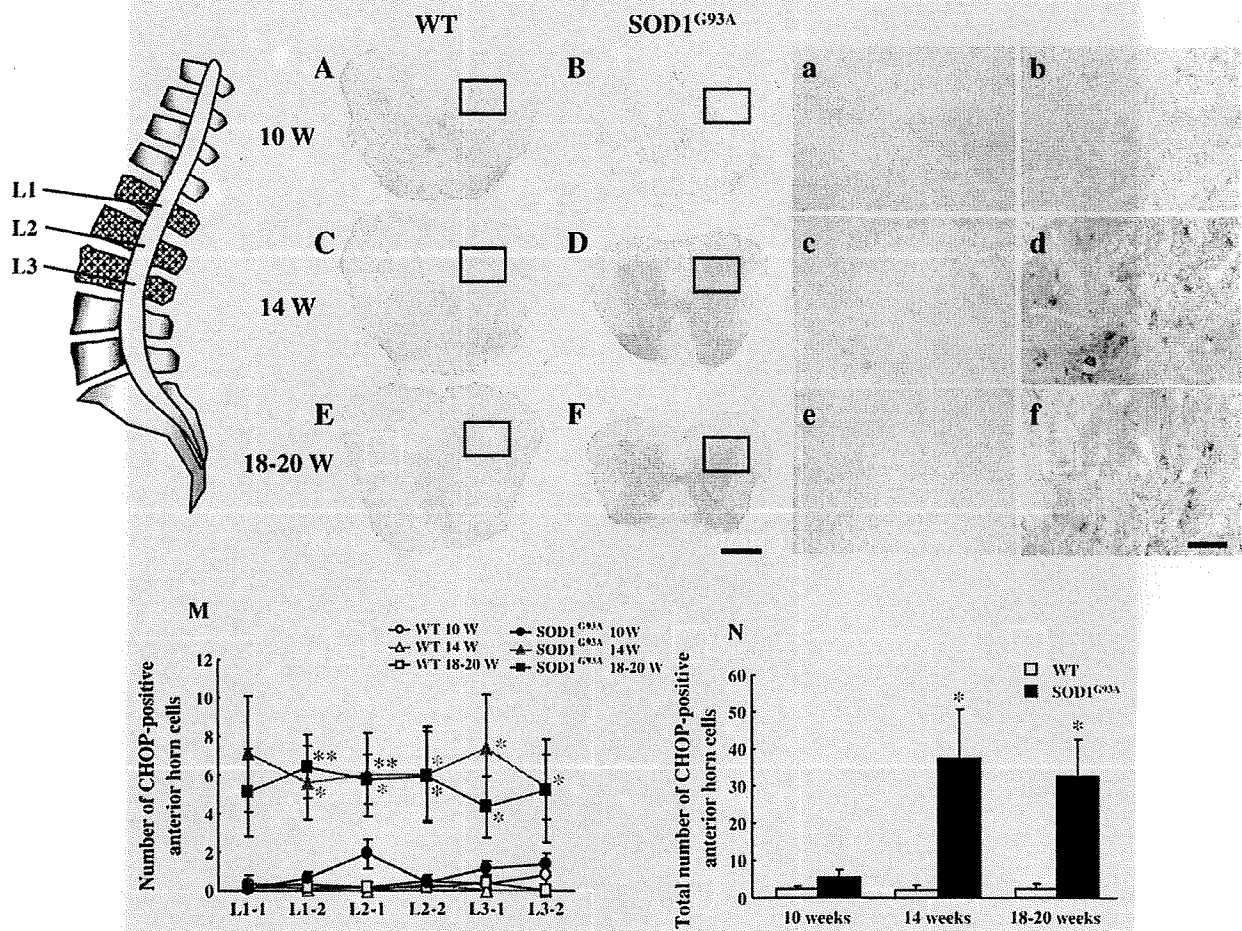 WT SOD1G93A
A B a b
10 W
L1
L2
L3
C D c d
14 W
E F e f
18-20 W
M
WT 10 W
WT 14 W
WT 18-20 W
SOD1G93A 10W
SOD1G93A 14W
SOD1G93A 18-20 W
Number of CHOP-positive
anterior horn cells
12
10
8
6
4
2
0
** ** * * *
* * * *
L1-1 L1-2 L2-1 L2-2 L3-1 L3-2
N
WT
SOD1G93A
Total number of CHOP-positive
anterior horn cells
60
50
40
30
20
10
0
* *
10 weeks 14 weeks 18-20 weeks